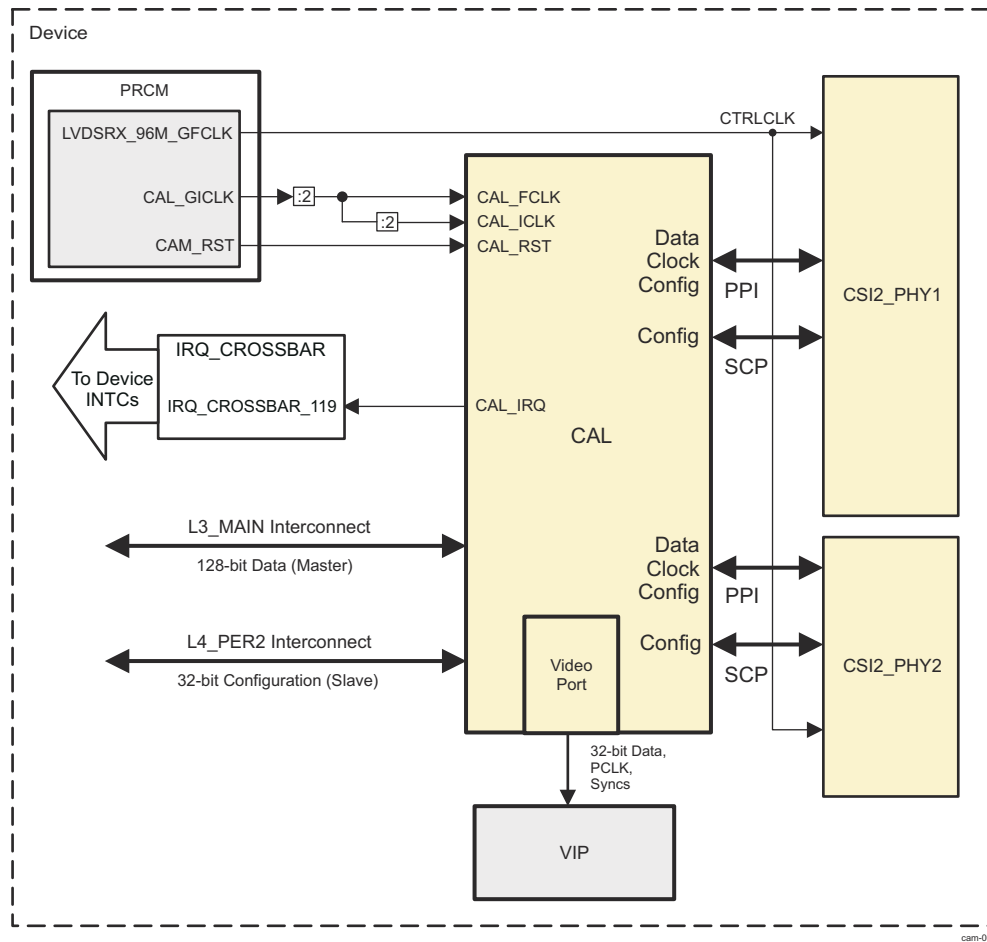 Device
PRCM
LVDSRX_96M_GFCLK
CAL_GICLK
CAM_RST
:2
:2
CTRLCLK
CAL_FCLK
CAL_ICLK
CAL_RST
Data
Clock
Config
PPI
Config
SCP
CSI2_PHY1
IRQ_CROSSBAR
To Device
INTCs
IRQ_CROSSBAR_119
CAL_IRQ
CAL
L3_MAIN Interconnect
128-bit Data (Master)
L4_PER2 Interconnect
32-bit Configuration (Slave)
Data
Clock
Config
PPI
Config
SCP
CSI2_PHY2
Video
Port
32-bit Data,
PCLK,
Syncs
VIP